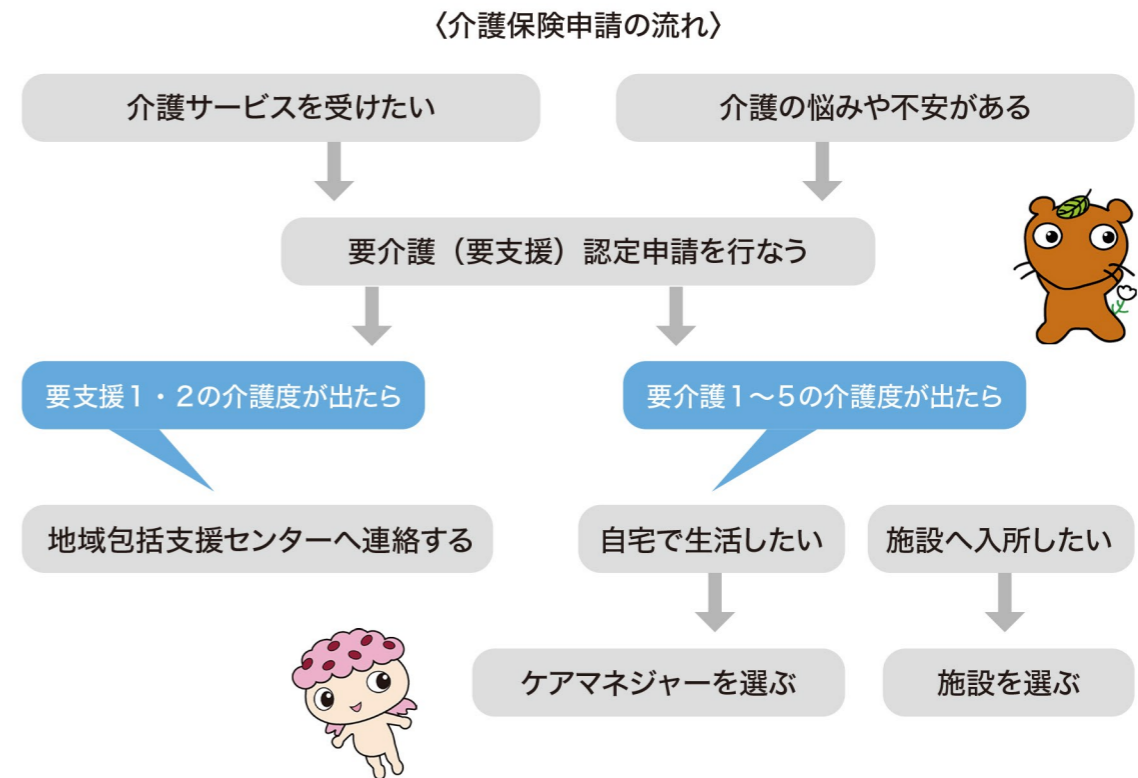 〈介護保険申請の流れ〉
介護サービスを受けたい
介護の悩みや不安がある
要介護（要支援）認定申請を行なう
要支援１・２の介護度が出たら
要介護１〜５の介護度が出たら
地域包括支援センターへ連絡する
自宅で生活したい
施設へ入所したい
ケアマネジャーを選ぶ
施設を選ぶ